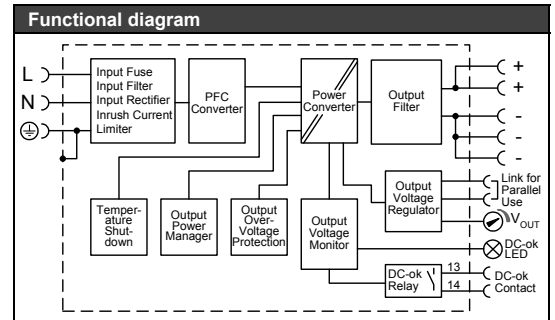 Functional diagram
L
N
Input Fuse
Input Filter
Input Rectifier
Inrush Current
Limiter
PFC
Converter
Power
Converter
Output
Filter
+
+
-
-
-
Temper-
ature
Shut-
down
Output
Power
Manager
Output
Over-
Voltage
Protection
Output
Voltage
Monitor
Output
Voltage
Regulator
Link for
Parallel
Use
VOUT
DC-ok
LED
DC-ok
Relay
13
14
DC-ok
Contact